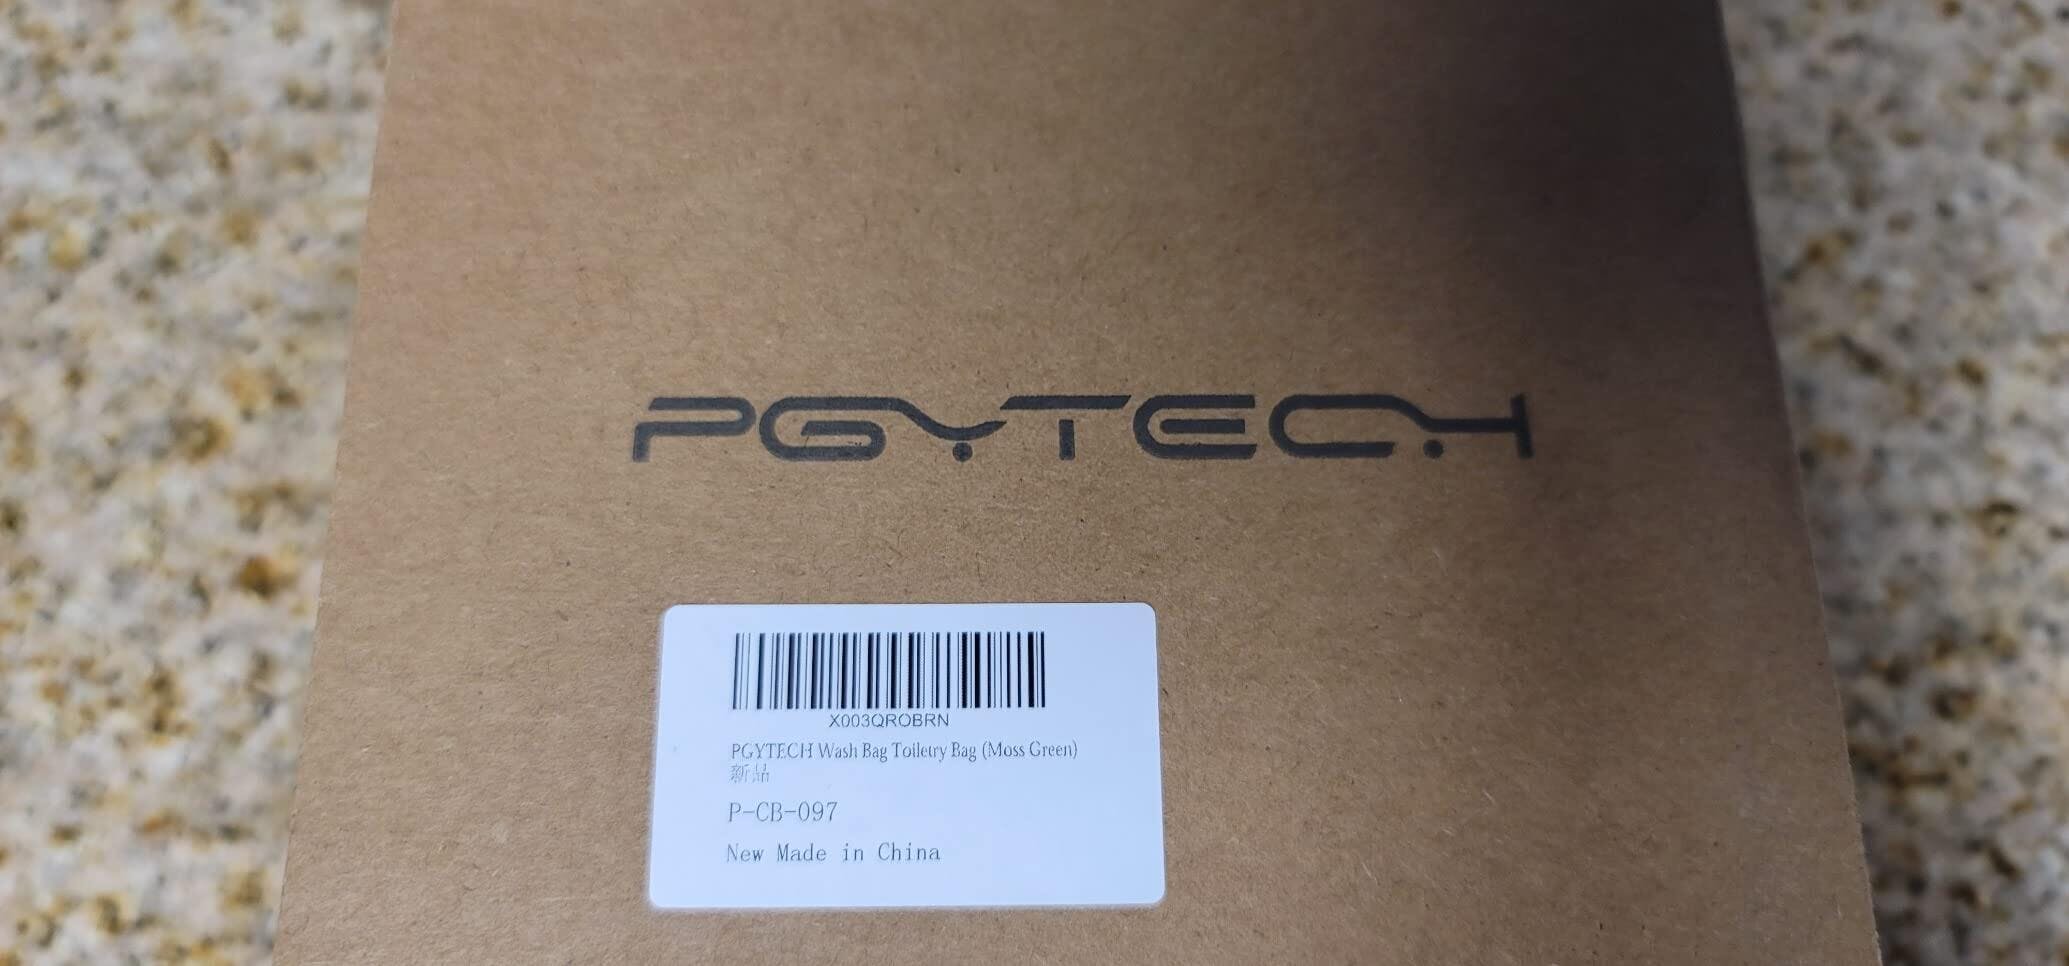 PGYTECH
X003QROBRN
PGYTECH Wash Bag Toiletry Bag (Moss Green)
新品
P-CB-097
New Made in China